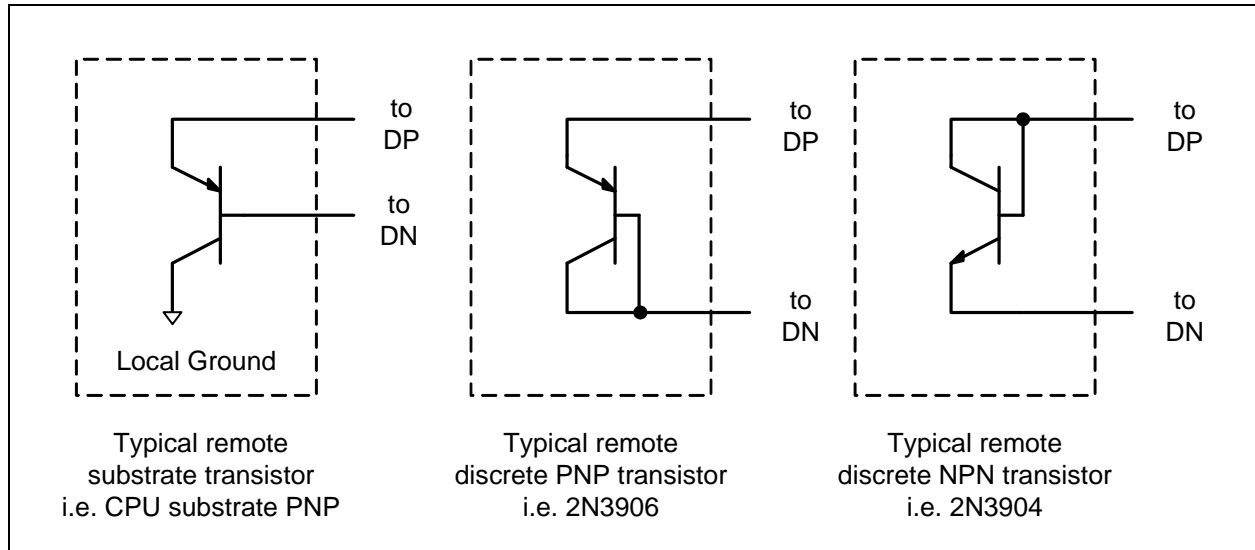 to
DP
to
DN
Local Ground
Typical remote
substrate transistor
i.e. CPU substrate PNP
to
DP
to
DN
Typical remote
discrete PNP transistor
i.e. 2N3906
to
DP
to
DN
Typical remote
discrete NPN transistor
i.e. 2N3904